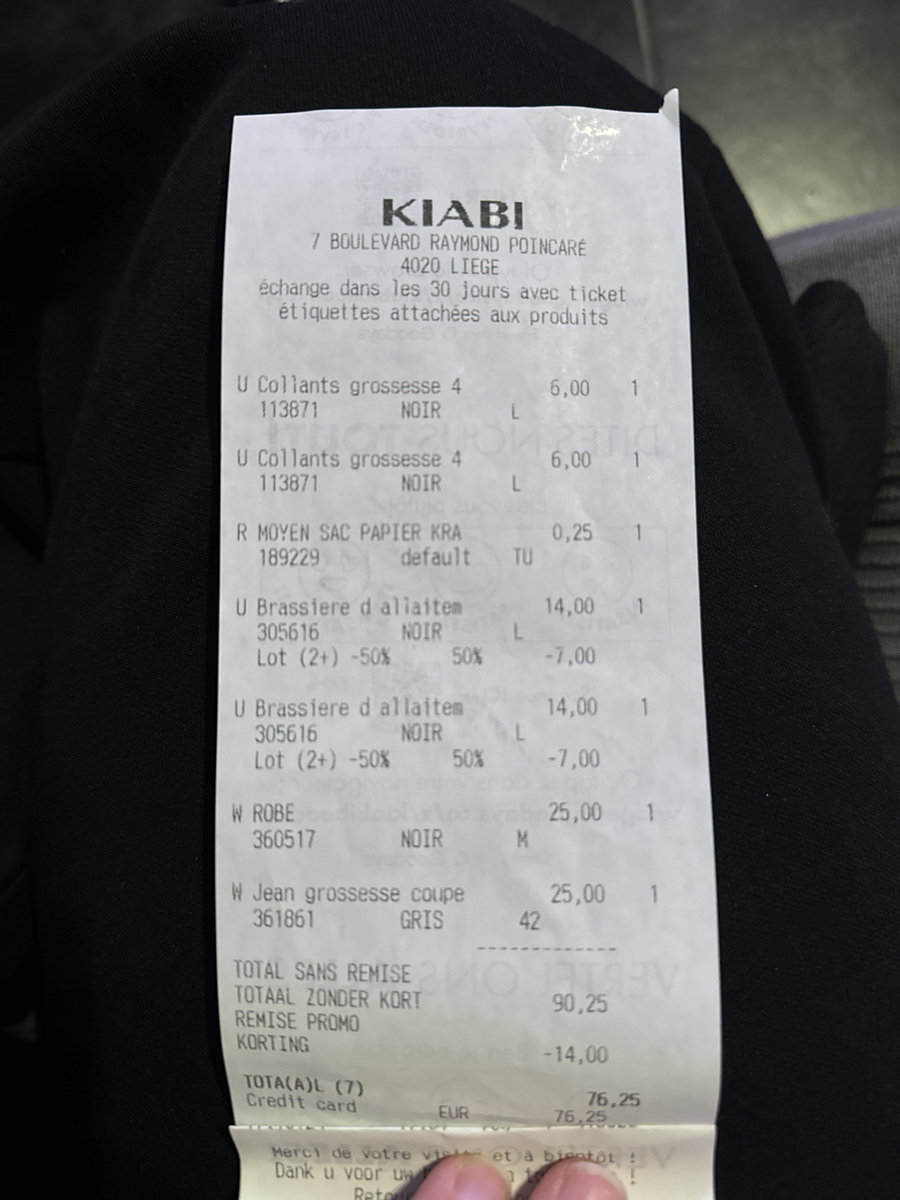 KIABI
7 BOULEVARD RAYMOND POINCARÉ
4020 LIEGE
échange dans les 30 jours avec ticket
étiquettes attachées aux produits
U Collants grossesse 4 6,00 1
113871 NOIR L
U Collants grossesse 4 6,00 1
113871 NOIR L
R MOYEN SAC PAPIER KRA 0,25 1
189229 default TU
U Brassiere d allaitem 14,00 1
305616 NOIR L
Lot (2+) -50% 50% -7,00
U Brassiere d allaitem 14,00 1
305616 NOIR L
Lot (2+) -50% 50% -7,00
W ROBE 25,00 1
360517 NOIR M
W Jean grossesse coupe 25,00 1
361861 GRIS 42
------------
TOTAL SANS REMISE
TOTAAL ZONDER KORT 90,25
REMISE PROMO
KORTING -14,00
TOTA(A)L (7) 76,25
Credit card EUR 76,25
Merci de votre visite et à bientôt !
Dank u voor uw !